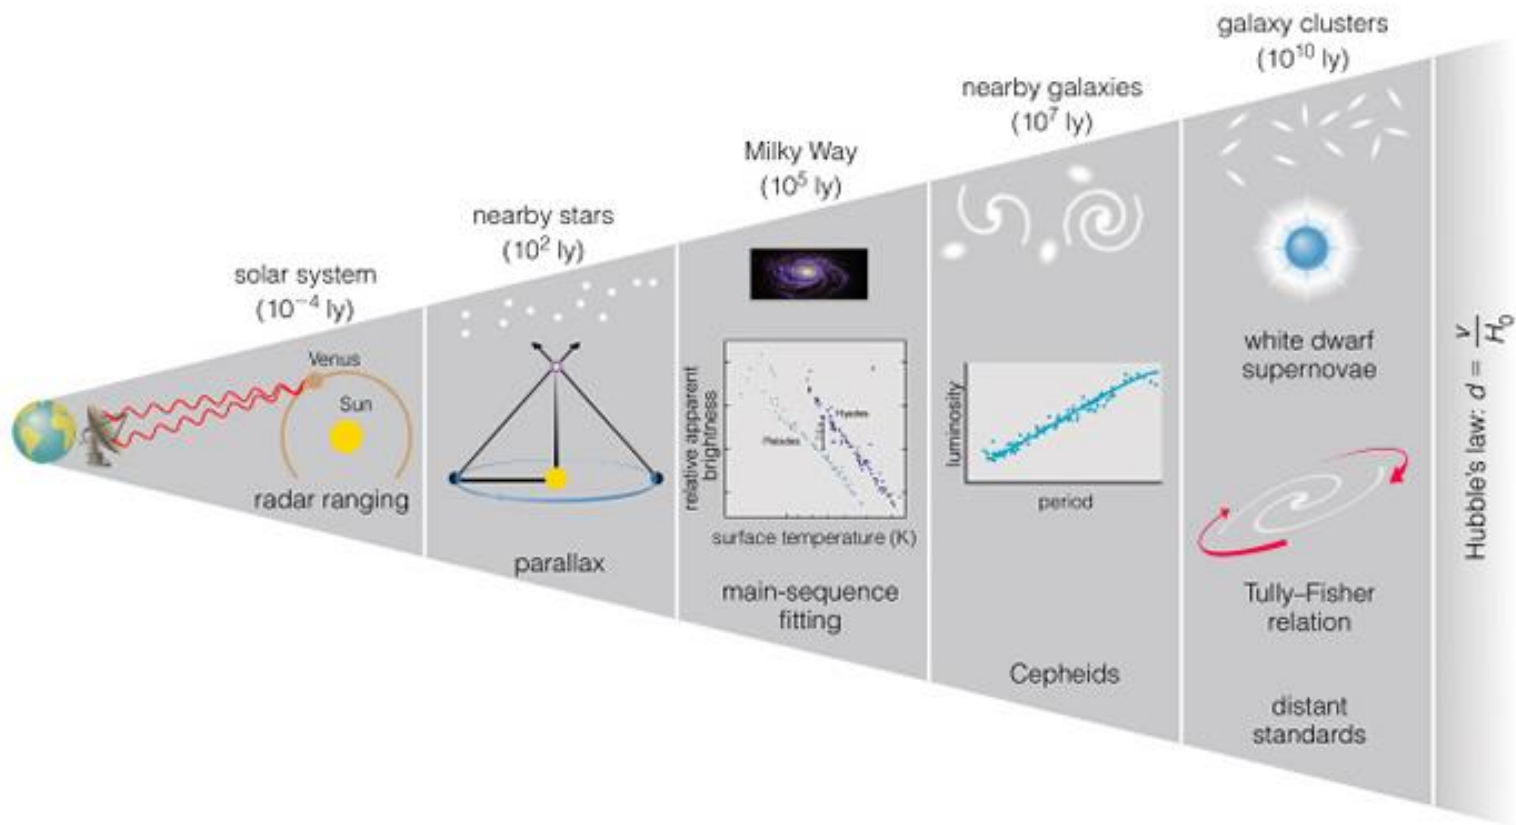 solar system
(10⁻⁴ ly)
Venus
Sun
radar ranging
nearby stars
(10² ly)
parallax
Milky Way
(10⁵ ly)
relative apparent
brightness
Hyades
Pleiades
surface temperature (K)
main-sequence
fitting
nearby galaxies
(10⁷ ly)
luminosity
period
Cepheids
galaxy clusters
(10¹⁰ ly)
white dwarf
supernovae
Tully–Fisher
relation
distant
standards
Hubble's law: d = v/H₀